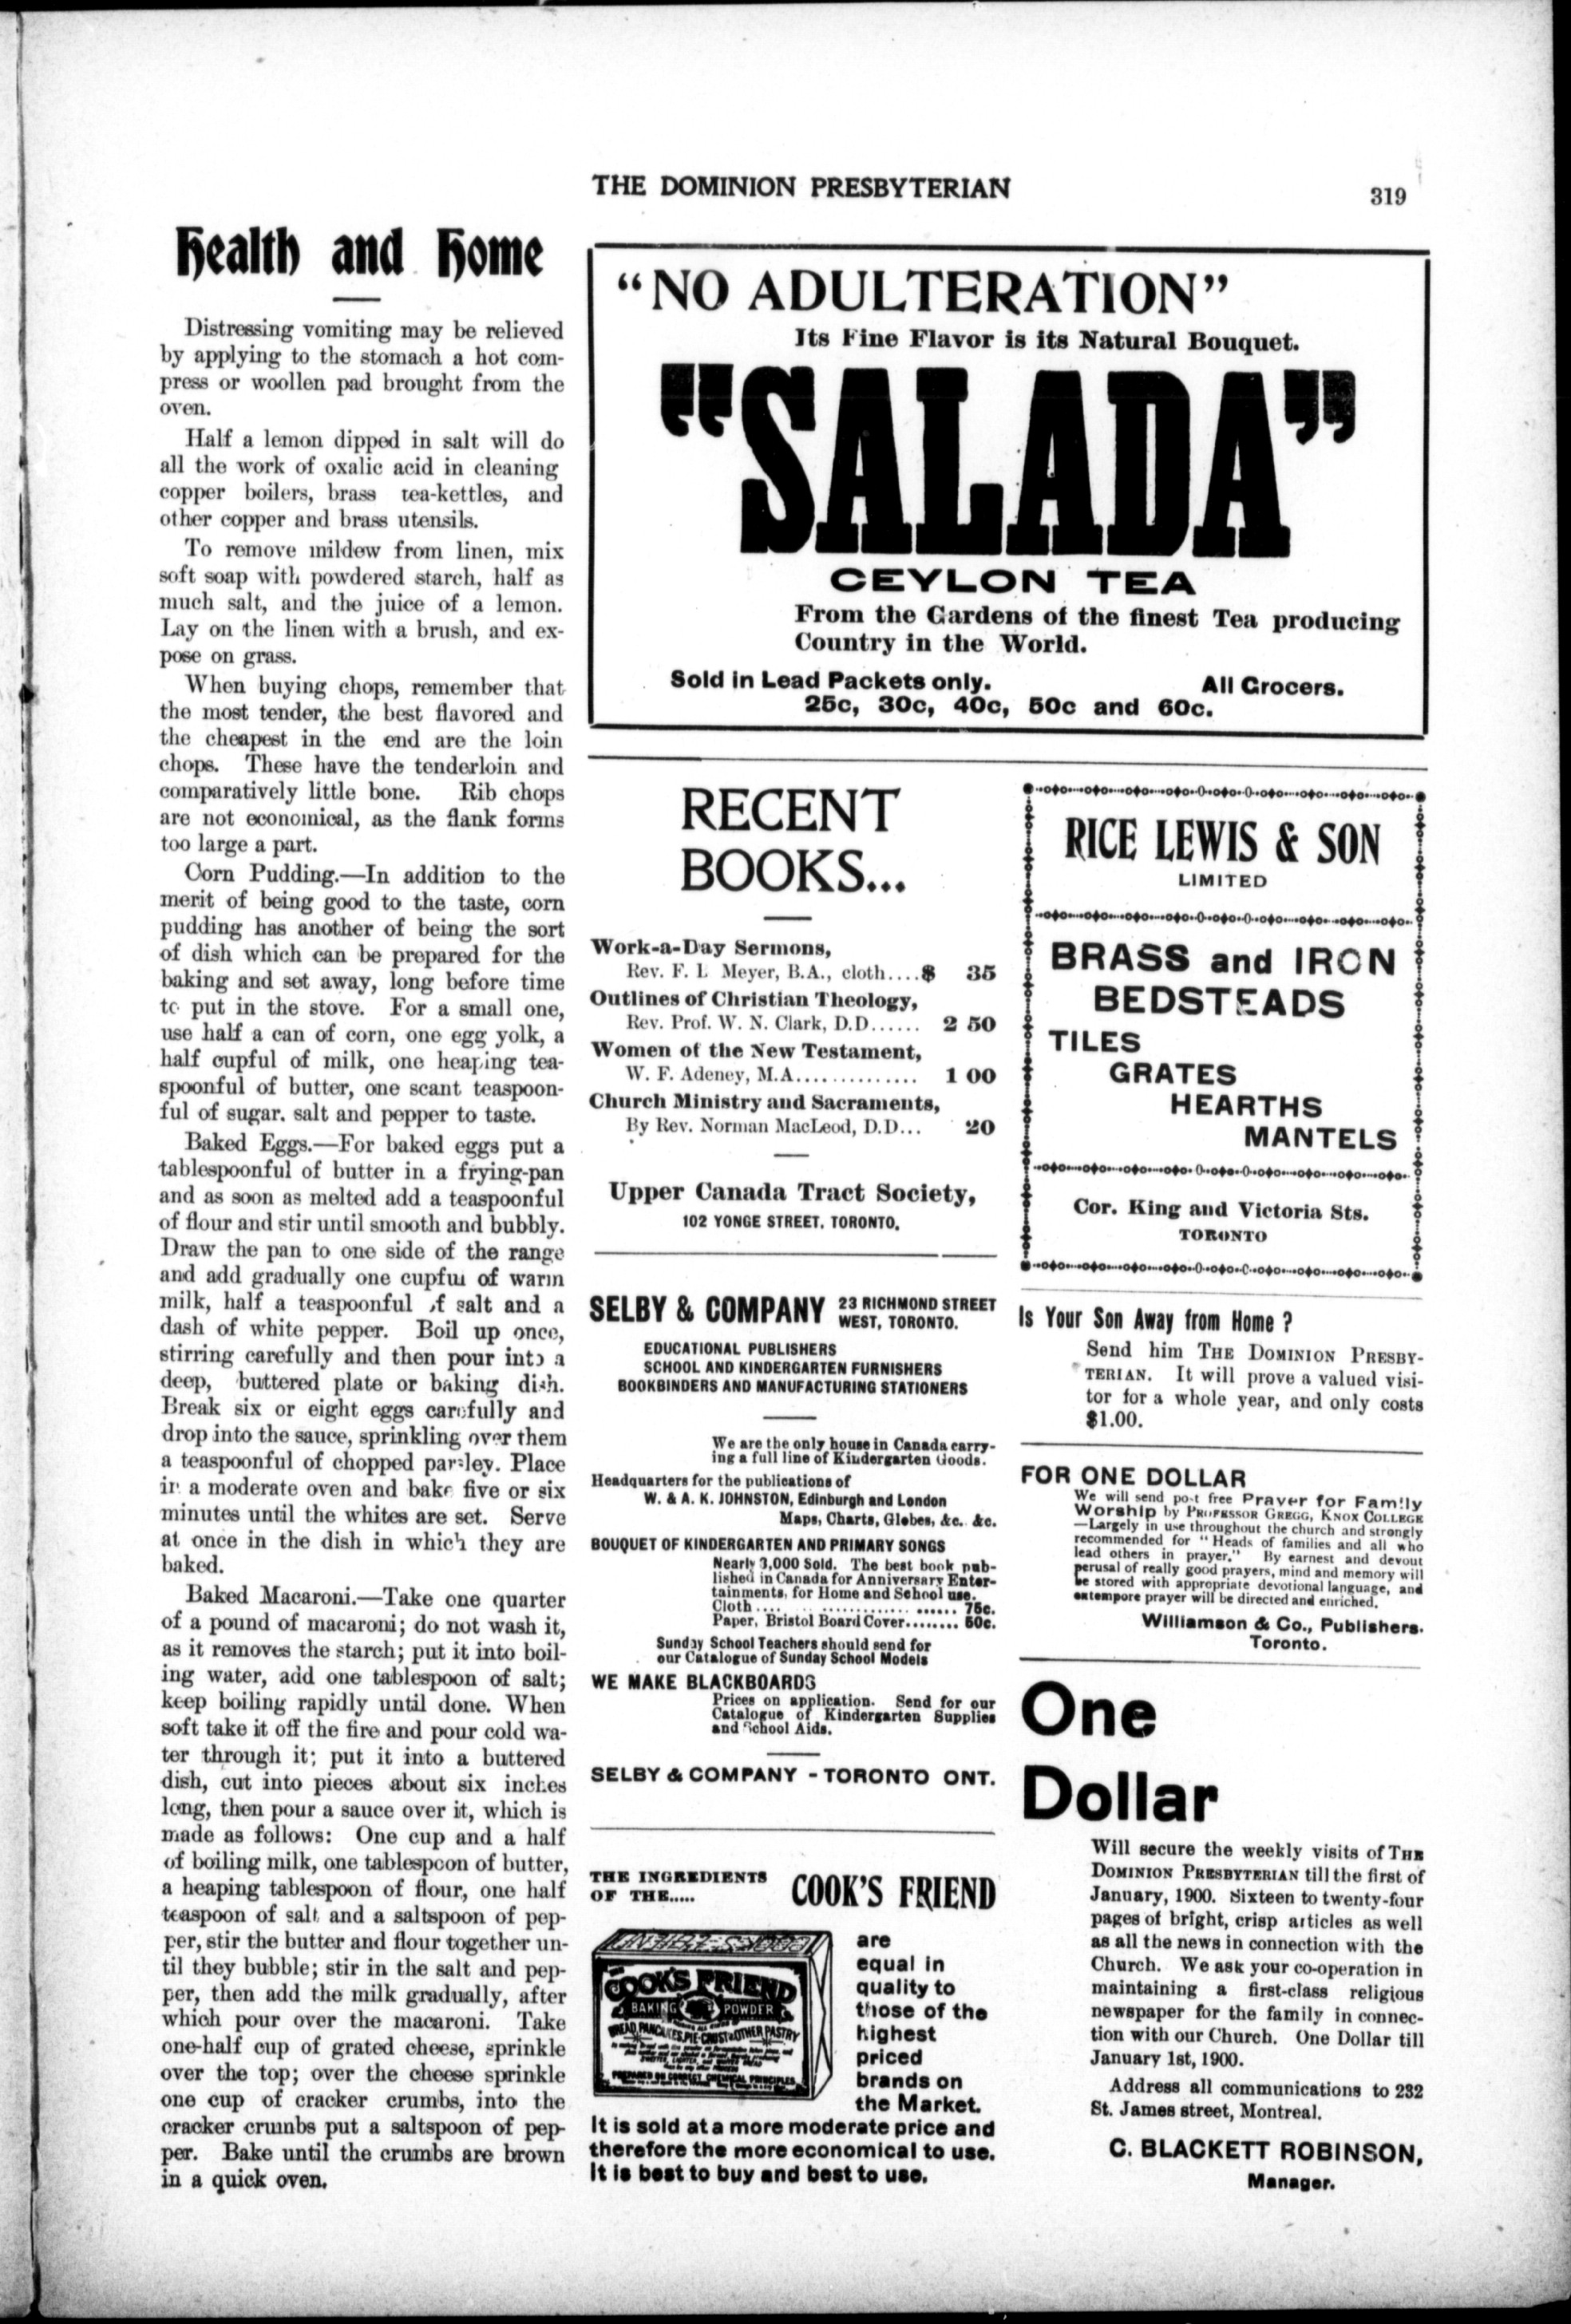 THE DOMINION PRESBYTERIAN
319
Health and Home
Distressing vomiting may be relieved
by applying to the stomach a hot com-
press or woollen pad brought from the
oven.
Half a lemon dipped in salt will do
all the work of oxalic acid in cleaning
copper boilers, brass tea-kettles, and
other copper and brass utensils.
To remove mildew from linen, mix
soft soap with powdered starch, half as
much salt, and the juice of a lemon.
Lay on the linen with a brush, and ex-
pose on grass.
When buying chops, remember that
the most tender, the best flavored and
the cheapest in the end are the loin
chops. These have the tenderloin and
comparatively little bone. Rib chops
are not economical, as the flank forms
too large a part.
Corn Pudding.—In addition to the
merit of being good to the taste, corn
pudding has another of being the sort
of dish which can be prepared for the
baking and set away, long before time
to put in the stove. For a small one,
use half a can of corn, one egg yolk, a
half cupful of milk, one heaping tea-
spoonful of butter, one scant teaspoon-
ful of sugar. salt and pepper to taste.
Baked Eggs.—For baked eggs put a
tablespoonful of butter in a frying-pan
and as soon as melted add a teaspoonful
of flour and stir until smooth and bubbly.
Draw the pan to one side of the range
and add gradually one cupful of warm
milk, half a teaspoonful of salt and a
dash of white pepper. Boil up once,
stirring carefully and then pour into a
deep, buttered plate or baking dish.
Break six or eight eggs carefully and
drop into the sauce, sprinkling over them
a teaspoonful of chopped parsley. Place
in a moderate oven and bake five or six
minutes until the whites are set. Serve
at once in the dish in which they are
baked.
Baked Macaroni.—Take one quarter
of a pound of macaroni; do not wash it,
as it removes the starch; put it into boil-
ing water, add one tablespoon of salt;
keep boiling rapidly until done. When
soft take it off the fire and pour cold wa-
ter through it; put it into a buttered
dish, cut into pieces about six inches
long, then pour a sauce over it, which is
made as follows: One cup and a half
of boiling milk, one tablespoon of butter,
a heaping tablespoon of flour, one half
teaspoon of salt and a saltspoon of pep-
per, stir the butter and flour together un-
til they bubble; stir in the salt and pep-
per, then add the milk gradually, after
which pour over the macaroni. Take
one-half cup of grated cheese, sprinkle
over the top; over the cheese sprinkle
one cup of cracker crumbs, into the
cracker crumbs put a saltspoon of pep-
per. Bake until the crumbs are brown
in a quick oven.
"NO ADULTERATION"
Its Fine Flavor is its Natural Bouquet.
"SALADA"
CEYLON TEA
From the Gardens of the finest Tea producing
Country in the World.
Sold in Lead Packets only. All Grocers.
25c, 30c, 40c, 50c and 60c.
RECENT
BOOKS...
Work-a-Day Sermons,
Rev. F. B. Meyer, B.A., cloth....$ 35
Outlines of Christian Theology,
Rev. Prof. W. N. Clark, D.D...... 2 50
Women of the New Testament,
W. F. Adeney, M.A............... 1 00
Church Ministry and Sacraments,
By Rev. Norman MacLeod, D.D... 20
Upper Canada Tract Society,
102 YONGE STREET. TORONTO.
SELBY & COMPANY 23 RICHMOND STREET
WEST, TORONTO.
EDUCATIONAL PUBLISHERS
SCHOOL AND KINDERGARTEN FURNISHERS
BOOKBINDERS AND MANUFACTURING STATIONERS
We are the only house in Canada carry-
ing a full line of Kindergarten Goods.
Headquarters for the publications of
W. & A. K. JOHNSTON, Edinburgh and London
Maps, Charts, Globes, &c. &c.
BOUQUET OF KINDERGARTEN AND PRIMARY SONGS
Nearly 3,000 Sold. The best book pub-
lished in Canada for Anniversary Enter-
tainments, for Home and School use.
Cloth.... .............. ...... 75c.
Paper, Bristol Board Cover........ 50c.
Sunday School Teachers should send for
our Catalogue of Sunday School Models
WE MAKE BLACKBOARDS
Prices on application. Send for our
Catalogue of Kindergarten Supplies
and School Aids.
SELBY & COMPANY - TORONTO ONT.
THE INGREDIENTS
OF THE.....
COOK'S FRIEND
COOK'S FRIEND
BAKING POWDER
BREAD, PANCAKES, PIE-CRUST & OTHER PASTRY
PREPARED ON CORRECT CHEMICAL PRINCIPLES
are
equal in
quality to
those of the
highest
priced
brands on
the Market.
It is sold at a more moderate price and
therefore the more economical to use.
It is best to buy and best to use.
RICE LEWIS & SON
LIMITED
BRASS and IRON
BEDSTEADS
TILES
GRATES
HEARTHS
MANTELS
Cor. King and Victoria Sts.
TORONTO
Is Your Son Away from Home ?
Send him THE DOMINION PRESBY-
TERIAN. It will prove a valued visi-
tor for a whole year, and only costs
$1.00.
FOR ONE DOLLAR
We will send post free Prayer for Family
Worship by PROFESSOR GREGG, KNOX COLLEGE
—Largely in use throughout the church and strongly
recommended for "Heads of families and all who
lead others in prayer." By earnest and devout
perusal of really good prayers, mind and memory will
be stored with appropriate devotional language, and
extempore prayer will be directed and enriched.
Williamson & Co., Publishers.
Toronto.
One
Dollar
Will secure the weekly visits of THE
DOMINION PRESBYTERIAN till the first of
January, 1900. Sixteen to twenty-four
pages of bright, crisp articles as well
as all the news in connection with the
Church. We ask your co-operation in
maintaining a first-class religious
newspaper for the family in connec-
tion with our Church. One Dollar till
January 1st, 1900.
Address all communications to 232
St. James street, Montreal.
C. BLACKETT ROBINSON,
Manager.